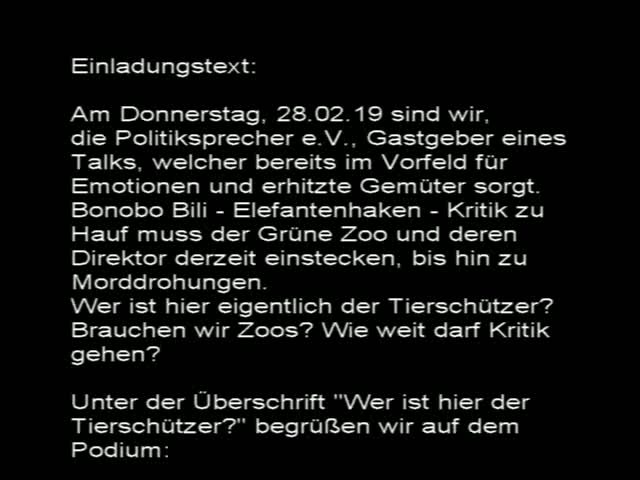 Einladungstext:
Am Donnerstag, 28.02.19 sind wir,
die Politiksprecher e.V., Gastgeber eines
Talks, welcher bereits im Vorfeld für
Emotionen und erhitzte Gemüter sorgt.
Bonobo Bili - Elefantenhaken - Kritik zu
Hauf muss der Grüne Zoo und deren
Direktor derzeit einstecken, bis hin zu
Morddrohungen.
Wer ist hier eigentlich der Tierschützer?
Brauchen wir Zoos? Wie weit darf Kritik
gehen?
Unter der Überschrift "Wer ist hier der
Tierschützer?" begrüßen wir auf dem
Podium: